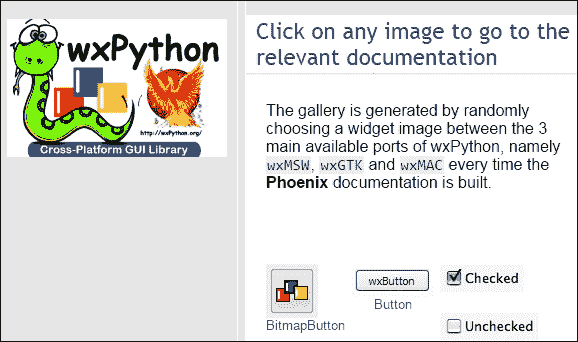 wxPython
http://wxPython.org/
Cross-Platform GUI Library
Click on any image to go to the
relevant documentation
The gallery is generated by randomly
choosing a widget image between the 3
main available ports of wxPython, namely
wxMSW, wxGTK and wxMAC every time the
Phoenix documentation is built.
BitmapButton
wxButton
Button
Checked
Unchecked